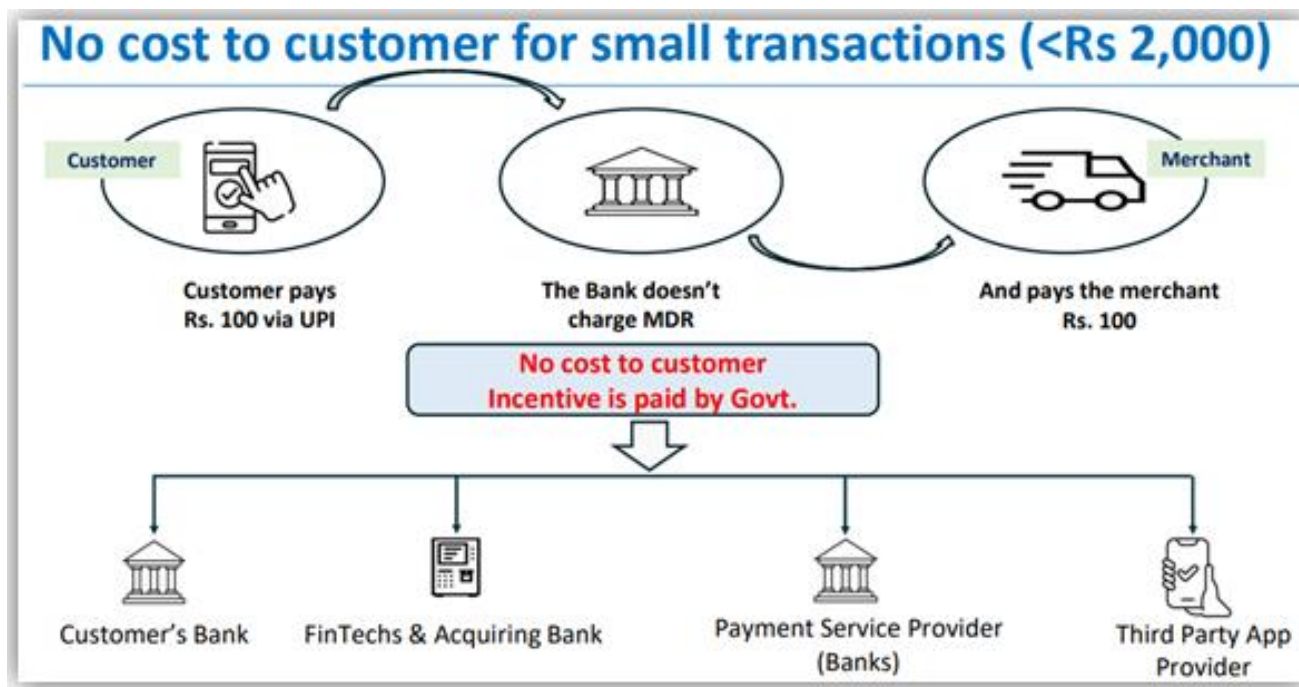 No cost to customer for small transactions (<Rs 2,000)
Customer
Merchant
Customer pays
Rs. 100 via UPI
The Bank doesn't
charge MDR
And pays the merchant
Rs. 100
No cost to customer
Incentive is paid by Govt.
Customer's Bank
FinTechs & Acquiring Bank
Payment Service Provider
(Banks)
Third Party App
Provider